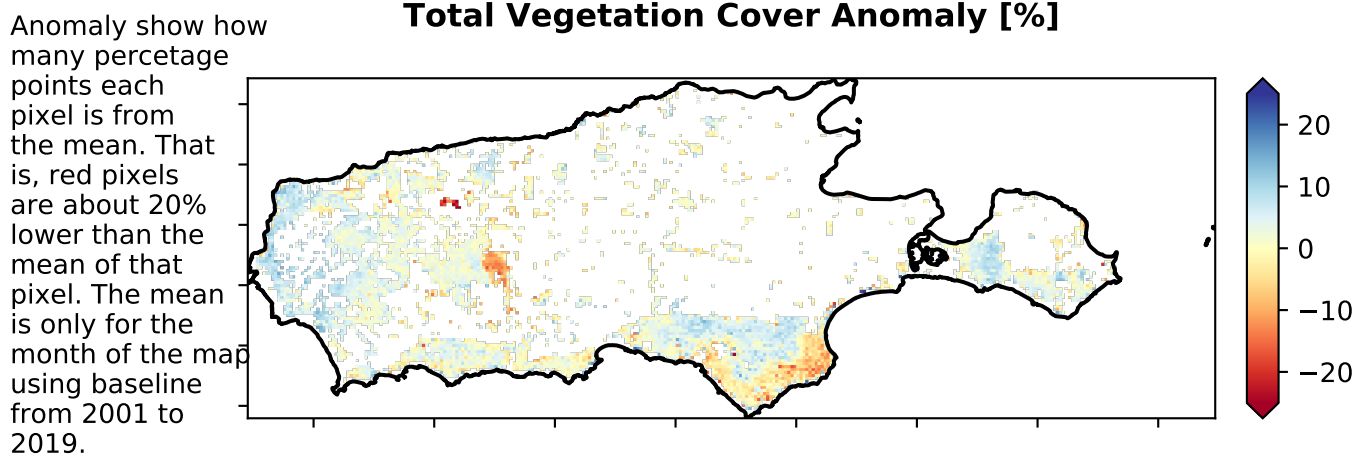 Total Vegetation Cover Anomaly [%]
Anomaly show how
many percetage
points each
pixel is from
the mean. That
is, red pixels
are about 20%
lower than the
mean of that
pixel. The mean
is only for the
month of the map
using baseline
from 2001 to
2019.
20
10
0
−10
−20